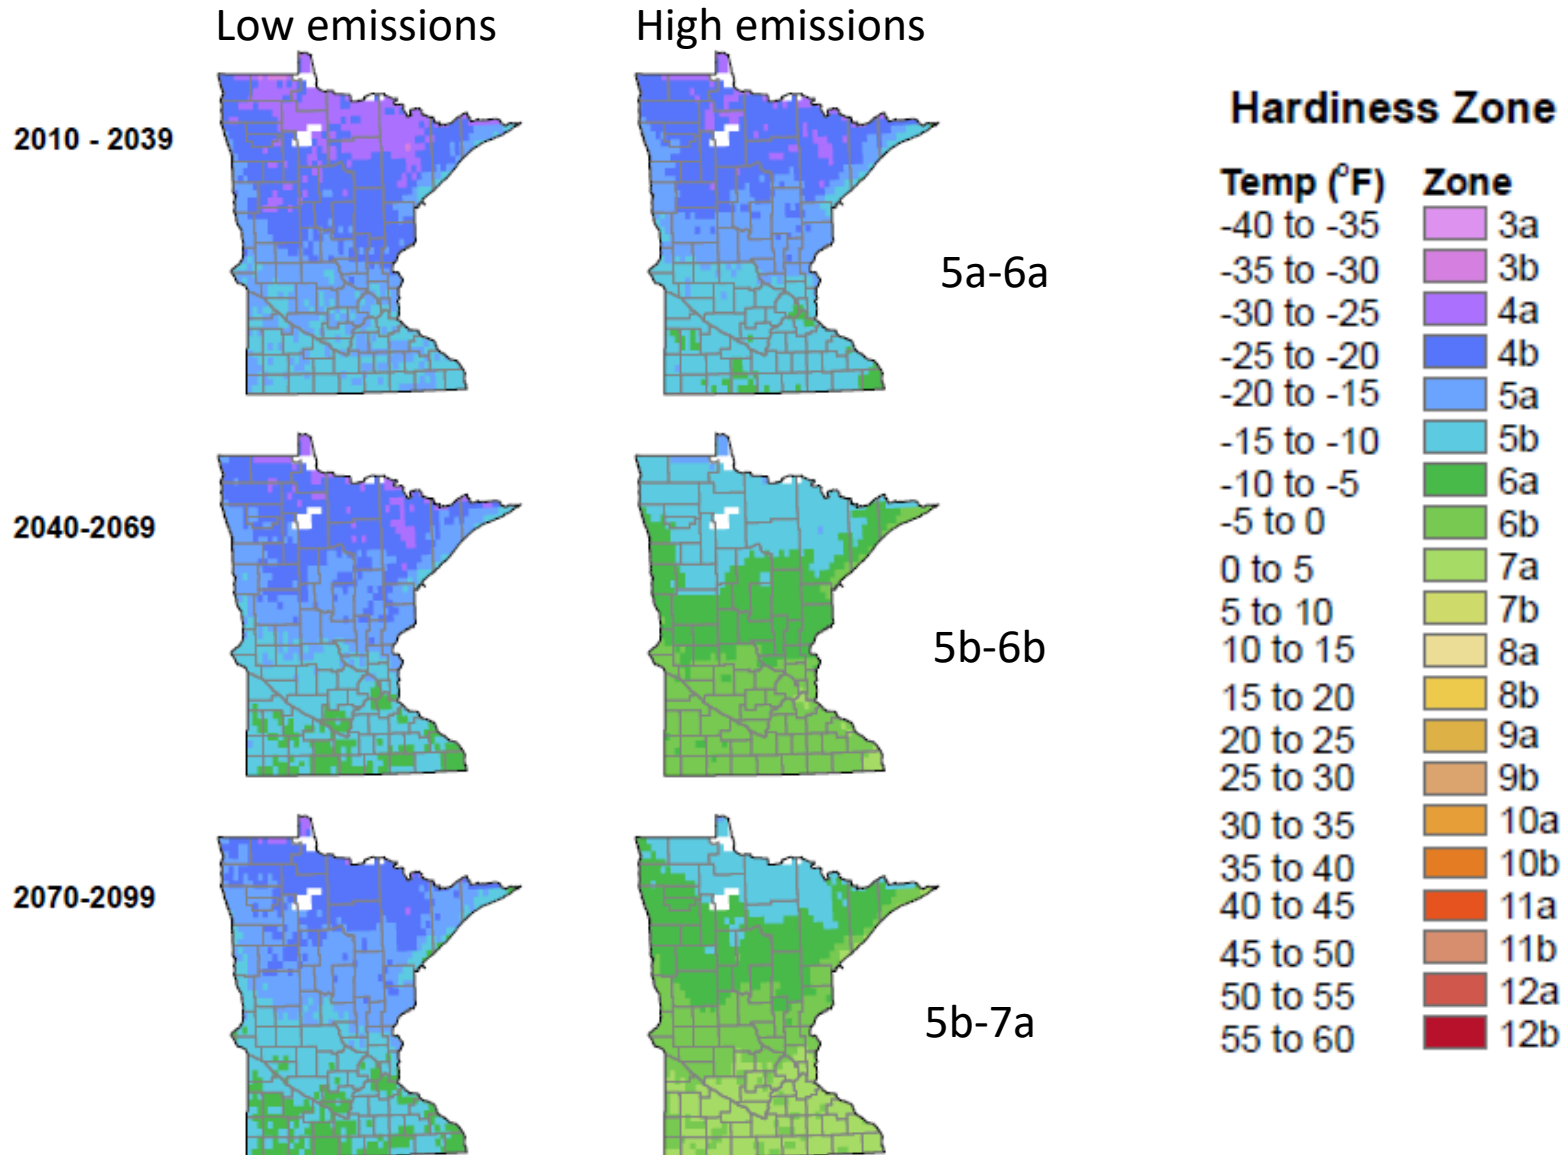 Low emissions
High emissions
2010 - 2039
5a-6a
2040-2069
5b-6b
2070-2099
5b-7a
Hardiness Zone
Temp (°F) Zone
-40 to -35 3a
-35 to -30 3b
-30 to -25 4a
-25 to -20 4b
-20 to -15 5a
-15 to -10 5b
-10 to -5 6a
-5 to 0 6b
0 to 5 7a
5 to 10 7b
10 to 15 8a
15 to 20 8b
20 to 25 9a
25 to 30 9b
30 to 35 10a
35 to 40 10b
40 to 45 11a
45 to 50 11b
50 to 55 12a
55 to 60 12b